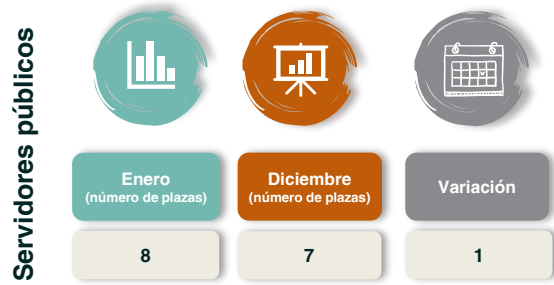 Servidores públicos
Enero
(número de plazas)
Diciembre
(número de plazas)
Variación
8
7
1